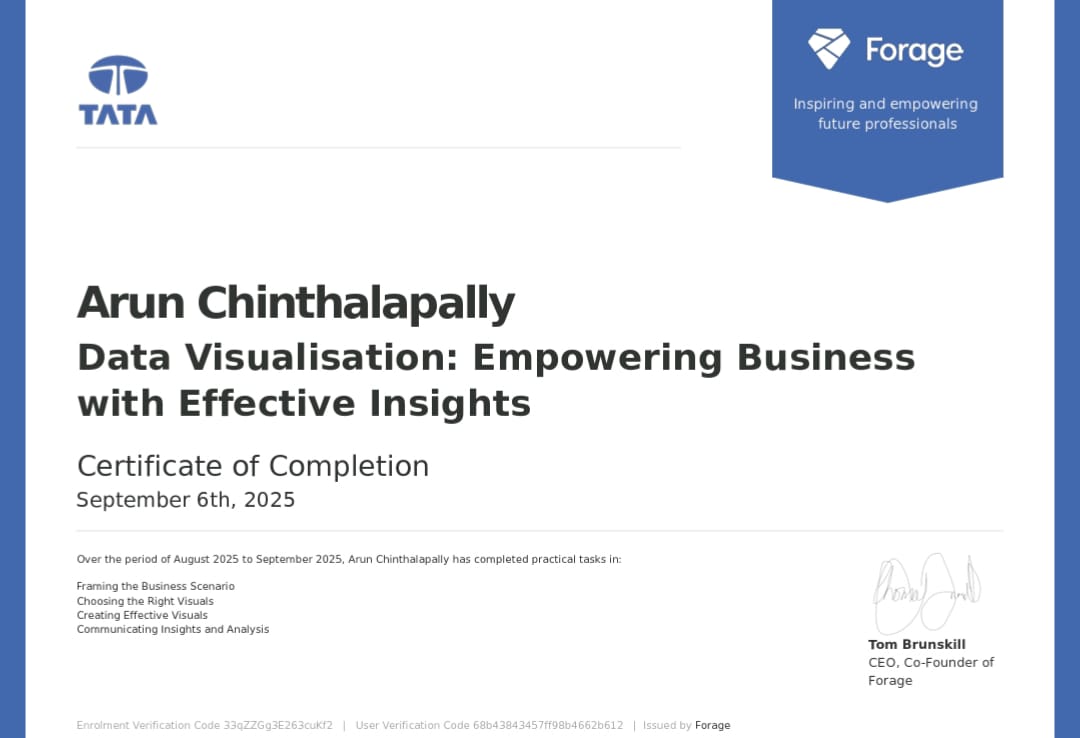 TATA
Forage
Inspiring and empowering
future professionals
Arun Chinthalapally
Data Visualisation: Empowering Business
with Effective Insights
Certificate of Completion
September 6th, 2025
Over the period of August 2025 to September 2025, Arun Chinthalapally has completed practical tasks in:
Framing the Business Scenario
Choosing the Right Visuals
Creating Effective Visuals
Communicating Insights and Analysis
Tom Brunskill
CEO, Co-Founder of
Forage
Enrolment Verification Code 33qZZGg3E263cuKf2 | User Verification Code 68b43843457ff98b4662b612 | Issued by Forage